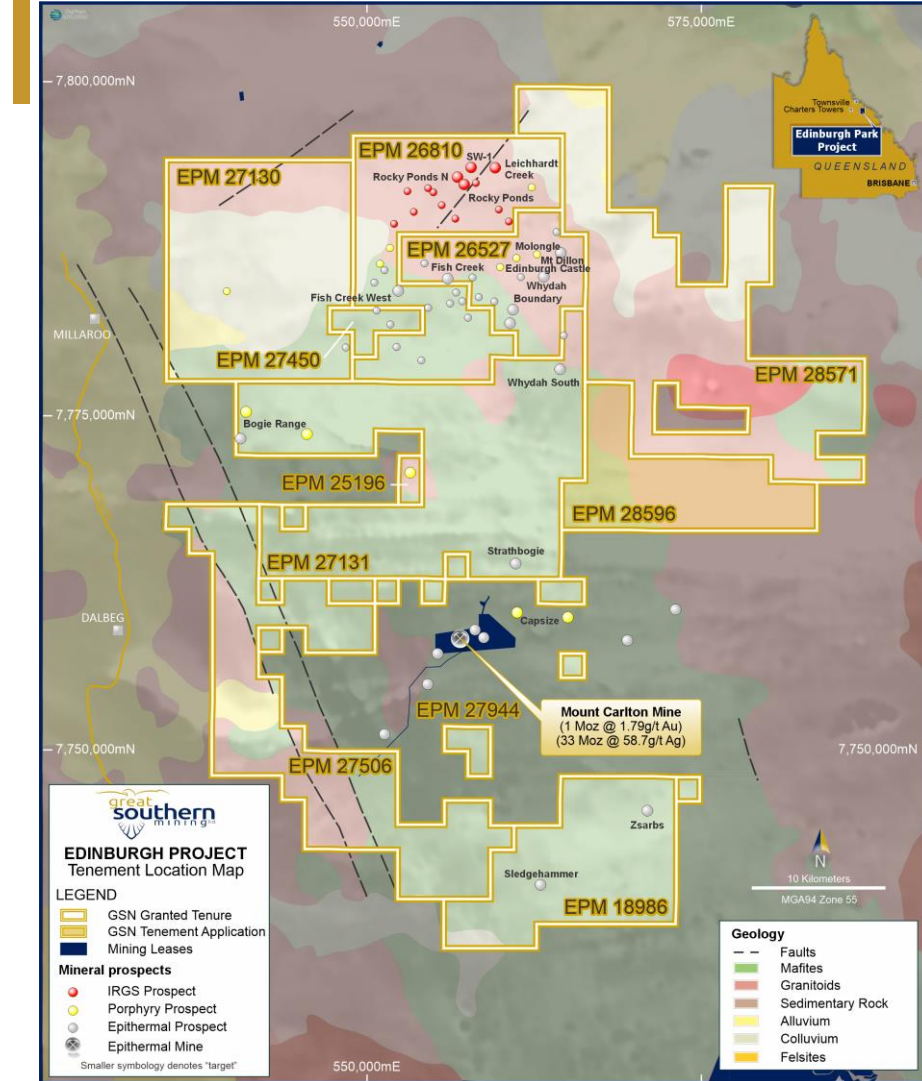 550,000mE
575,000mE
7,800,000mN
Townsville
Charters Towers
Edinburgh Park
Project
QUEENSLAND
BRISBANE
EPM 26810
SW-1
Leichhardt
Creek
EPM 27130
Rocky Ponds N
Rocky Ponds
EPM 26527
Molongle
Mt Dillon
Fish Creek
Edinburgh Castle
Whydah
Boundary
Fish Creek West
MILLAROO
EPM 27450
Whydah South
EPM 28571
7,775,000mN
Bogie Range
EPM 25196
EPM 28596
EPM 27131
Strathbogie
DALBEG
Capsize
EPM 27944
Mount Carlton Mine
(1 Moz @ 1.79g/t Au)
(33 Moz @ 58.7g/t Ag)
7,750,000mN
7,750,000mN
EPM 27506
Zsarbs
Sledgehammer
EPM 18986
great
southern
mining
EDINBURGH PROJECT
Tenement Location Map
LEGEND
GSN Granted Tenure
GSN Tenement Application
Mining Leases
Mineral prospects
IRGS Prospect
Porphyry Prospect
Epithermal Prospect
Epithermal Mine
Smaller symbology denotes "target"
N
10 Kilometers
MGA94 Zone 55
Geology
Faults
Mafites
Granitoids
Sedimentary Rock
Alluvium
Colluvium
Felsites
550,000mE